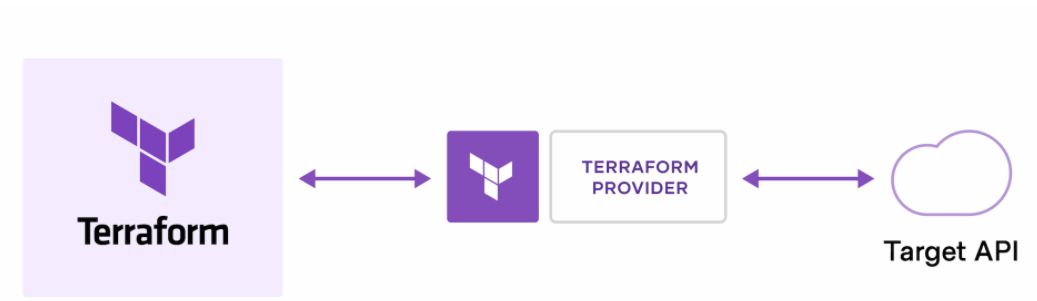 Terraform
TERRAFORM
PROVIDER
Target API